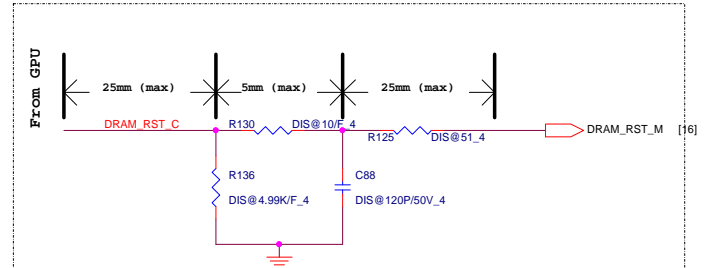 From GPU
25mm (max)
5mm (max)
25mm (max)
DRAM_RST_C
R130
DIS@10/F_4
R125
DIS@51_4
DRAM_RST_M
[16]
R136
DIS@4.99K/F_4
C88
DIS@120P/50V_4